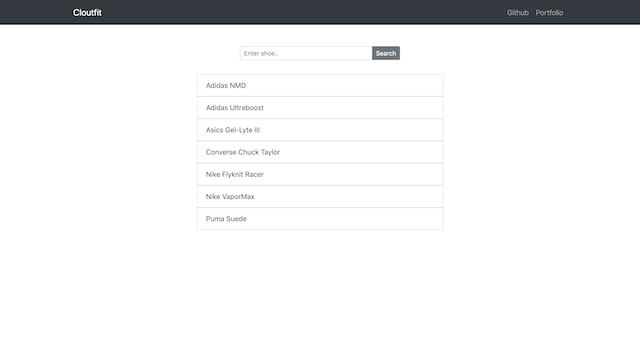 Cloutfit
Github Portfolio
Enter shoe..
Search
Adidas NMD
Adidas Ultraboost
Asics Gel-Lyte III
Converse Chuck Taylor
Nike Flyknit Racer
Nike VaporMax
Puma Suede